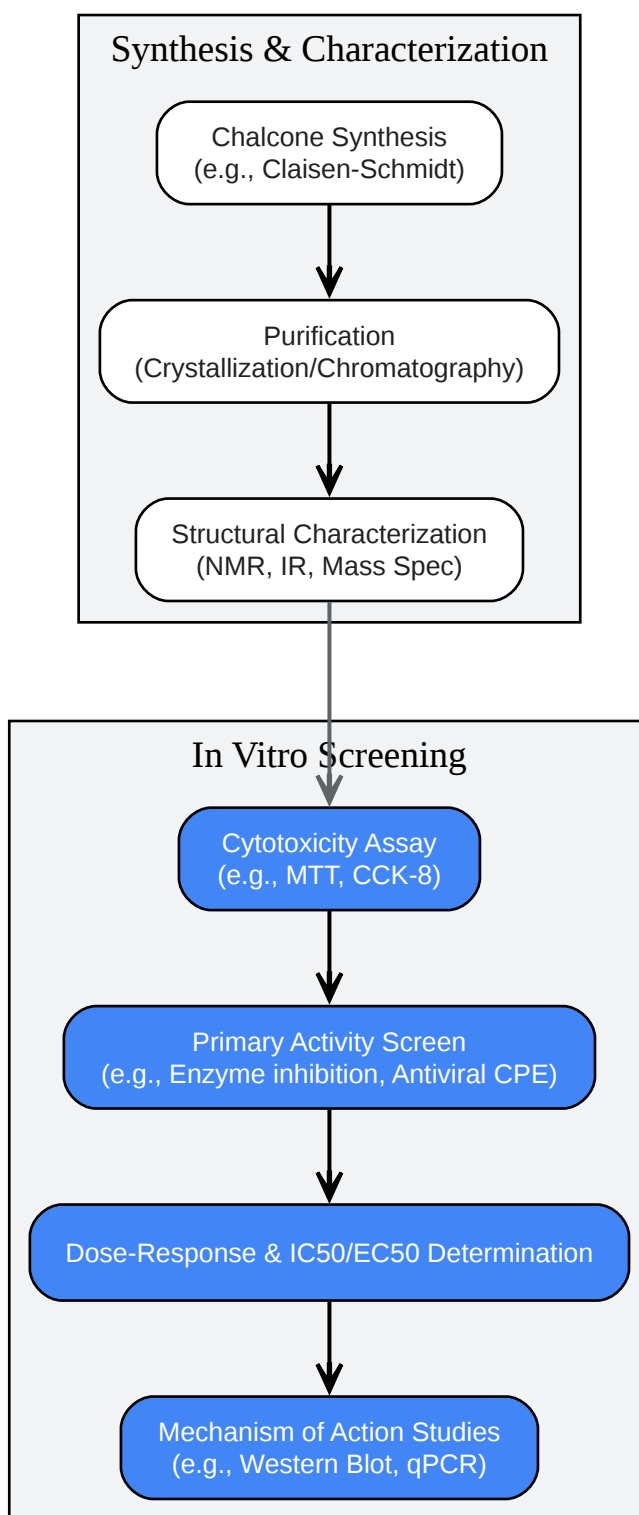 Synthesis & Characterization
Chalcone Synthesis
(e.g., Claisen-Schmidt)
Purification
(Crystallization/Chromatography)
Structural Characterization
(NMR, IR, Mass Spec)
In Vitro Screening
Cytotoxicity Assay
(e.g., MTT, CCK-8)
Primary Activity Screen
(e.g., Enzyme inhibition, Antiviral CPE)
Dose-Response & IC50/EC50 Determination
Mechanism of Action Studies
(e.g., Western Blot, qPCR)